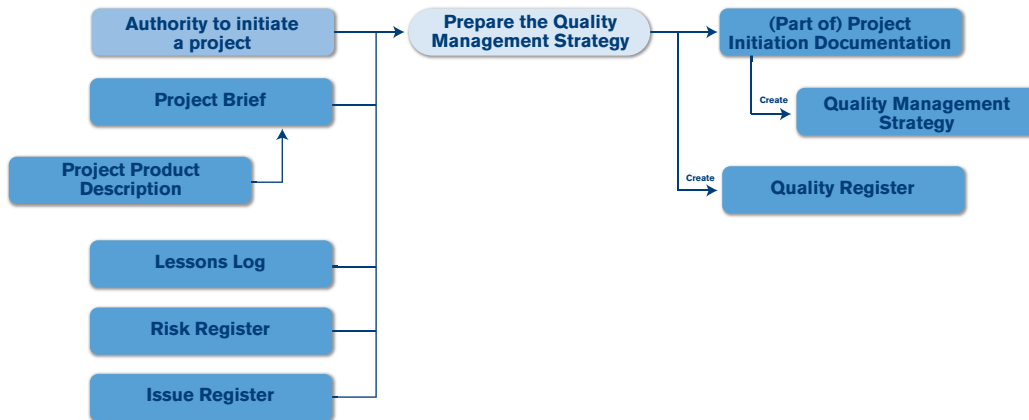 Authority to initiate
a project
Prepare the Quality
Management Strategy
(Part of) Project
Initiation Documentation
Project Brief
Create
Quality Management
Strategy
Project Product
Description
Create
Quality Register
Lessons Log
Risk Register
Issue Register